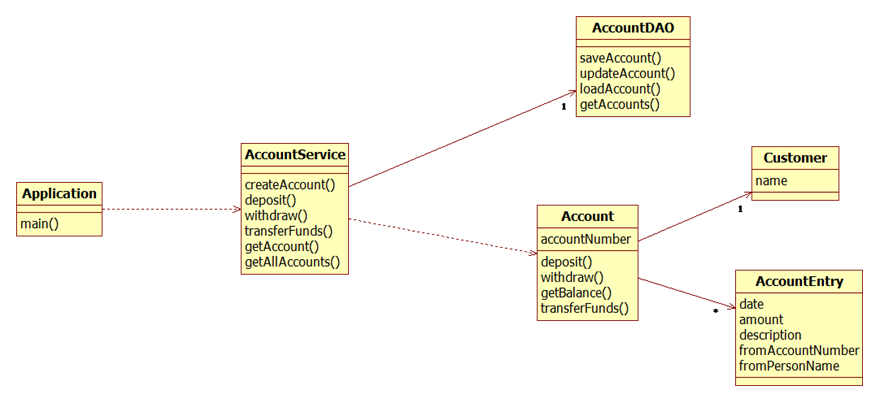 AccountDAO
saveAccount()
updateAccount()
loadAccount()
getAccounts()
1
AccountService
createAccount()
deposit()
withdraw()
transferFunds()
getAccount()
getAllAccounts()
Application
main()
Customer
name
1
Account
accountNumber
deposit()
withdraw()
getBalance()
transferFunds()
AccountEntry
date
amount
description
fromAccountNumber
fromPersonName
*